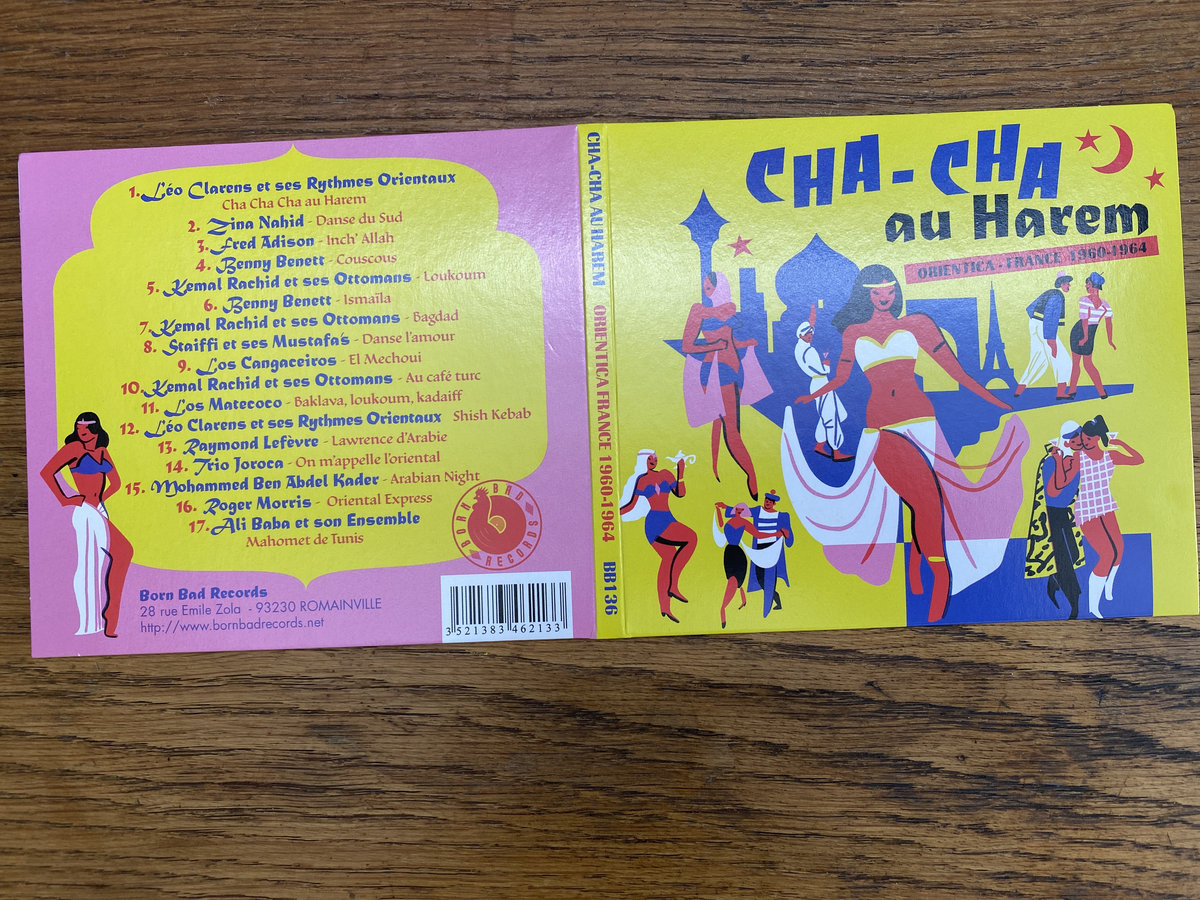 1. Léo Clarens et ses Rythmes Orientaux
Cha Cha Cha au Harem
2. Zina Nahid - Danse du Sud
3. Fred Adison - Inch' Allah
4. Benny Benett - Couscous
5. Kemal Rachid et ses Ottomans - Loukoum
6. Benny Benett - Ismaïla
7. Kemal Rachid et ses Ottomans - Bagdad
8. Staiffi et ses Mustafa's - Danse l'amour
9. Los Cangaceiros - El Mechoui
10. Kemal Rachid et ses Ottomans - Au café turc
11. Los Matecoco - Baklava, loukoum, kadaiff
12. Léo Clarens et ses Rythmes Orientaux Shish Kebab
13. Raymond Lefèvre - Lawrence d'Arabie
14. Trio Joroca - On m'appelle l'oriental
15. Mohammed Ben Abdel Kader - Arabian Night
16. Roger Morris - Oriental Express
17. Ali Baba et son Ensemble
Mahomet de Tunis
BORN BAD RECORDS
Born Bad Records
28 rue Emile Zola - 93230 ROMAINVILLE
http://www.bornbadrecords.net
3 521383 462133
CHA-CHA AU HAREM ORIENTICA FRANCE 1960-1964 BB136
CHA-CHA
au Harem
ORIENTICA - FRANCE 1960-1964